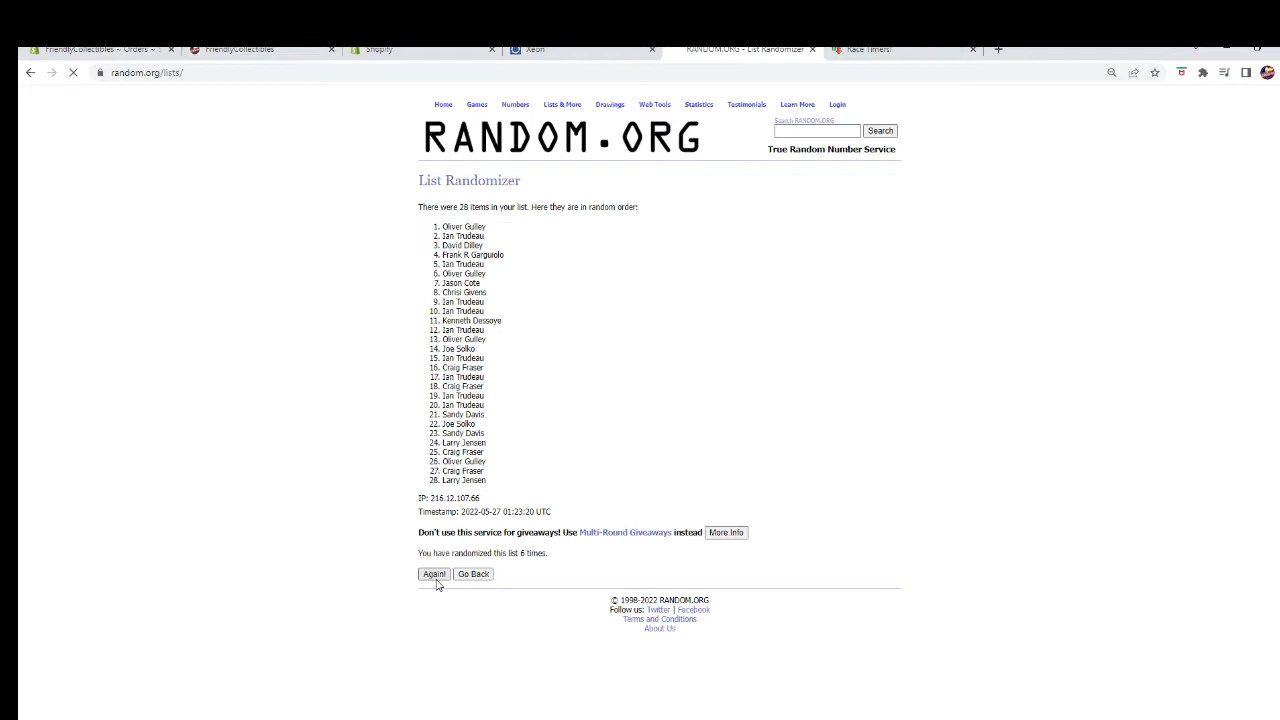 FriendlyCollectibles ~ Orders ~ S
FriendlyCollectibles
Shopify
Xeon
RANDOM.ORG - List Randomizer
Race Timers!
random.org/lists/
Home Games Numbers Lists & More Drawings Web Tools Statistics Testimonials Learn More Login
RANDOM.ORG
Search RANDOM.ORG
Search
True Random Number Service
List Randomizer
There were 28 items in your list. Here they are in random order:
1. Oliver Gulley
2. Ian Trudeau
3. David Dilley
4. Frank R Garguiolo
5. Ian Trudeau
6. Oliver Gulley
7. Jason Cote
8. Chrisi Givens
9. Ian Trudeau
10. Ian Trudeau
11. Kenneth Dessoye
12. Ian Trudeau
13. Oliver Gulley
14. Joe Solko
15. Ian Trudeau
16. Craig Fraser
17. Ian Trudeau
18. Craig Fraser
19. Ian Trudeau
20. Ian Trudeau
21. Sandy Davis
22. Joe Solko
23. Sandy Davis
24. Larry Jensen
25. Craig Fraser
26. Oliver Gulley
27. Craig Fraser
28. Larry Jensen
IP: 216.12.107.66
Timestamp: 2022-05-27 01:23:20 UTC
Don't use this service for giveaways! Use Multi-Round Giveaways instead More Info
You have randomized this list 6 times.
Again! Go Back
© 1998-2022 RANDOM.ORG
Follow us: Twitter | Facebook
Terms and Conditions
About Us